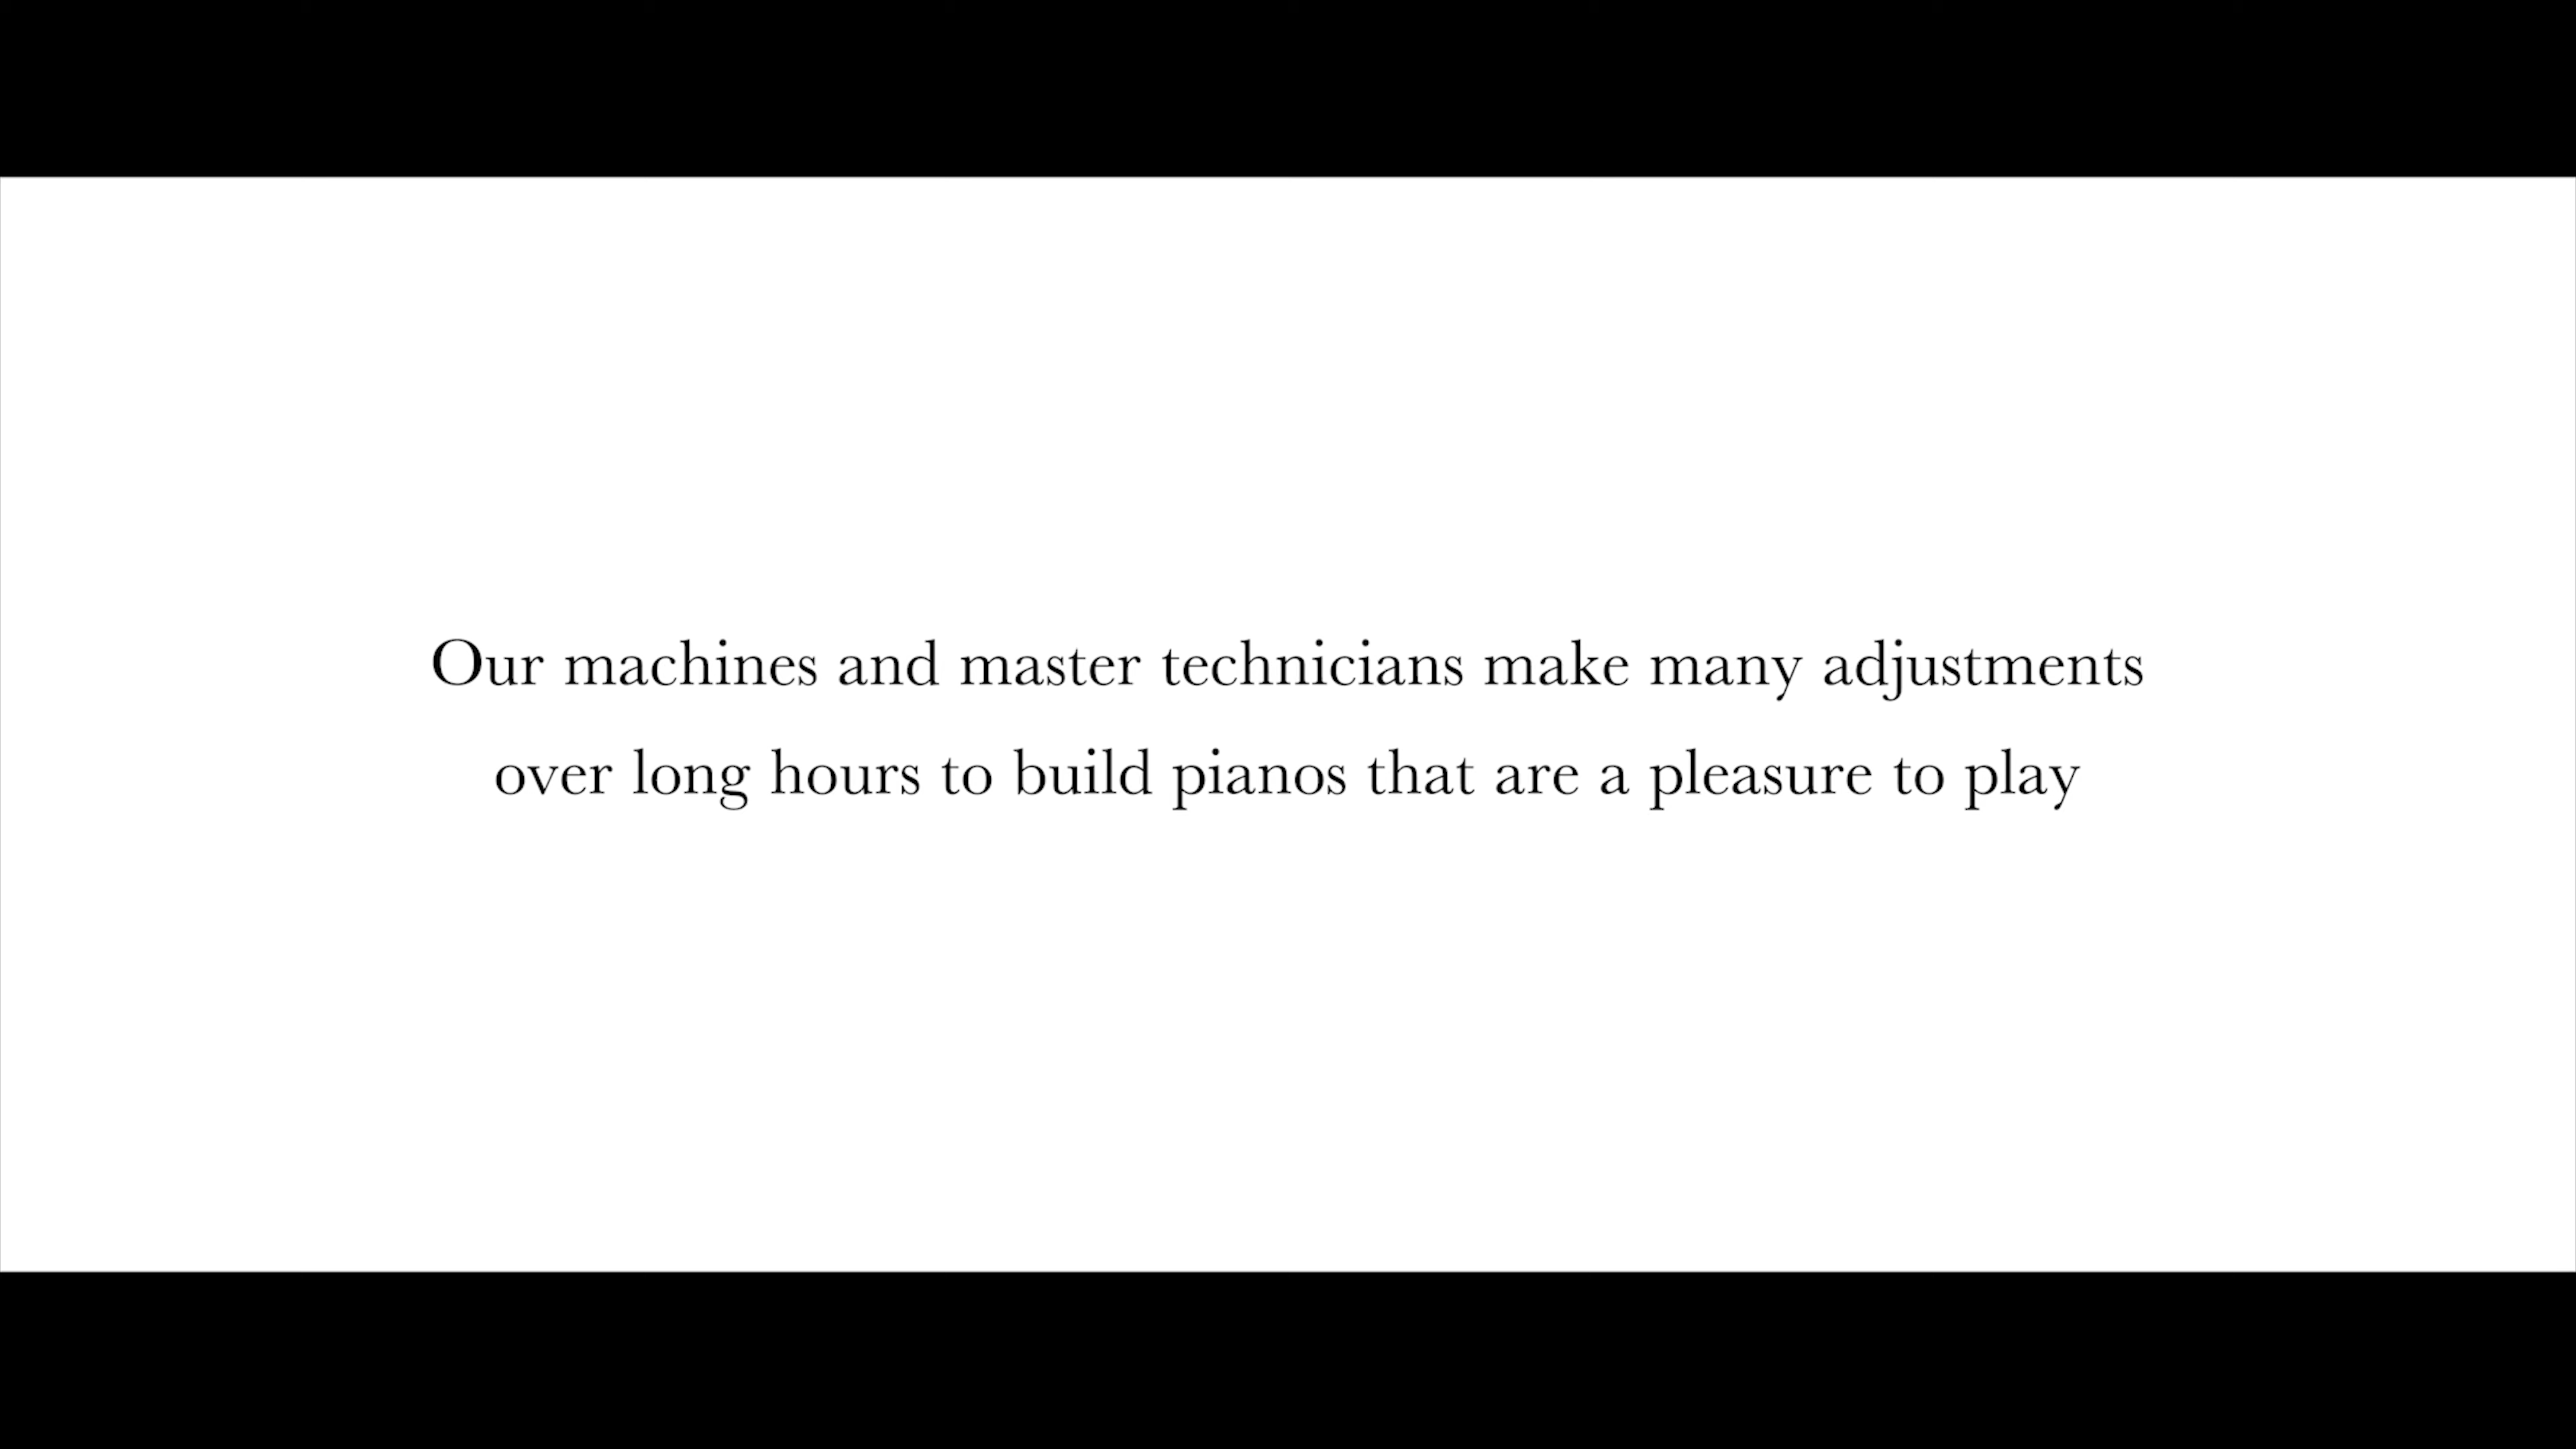 Our machines and master technicians make many adjustments
over long hours to build pianos that are a pleasure to play